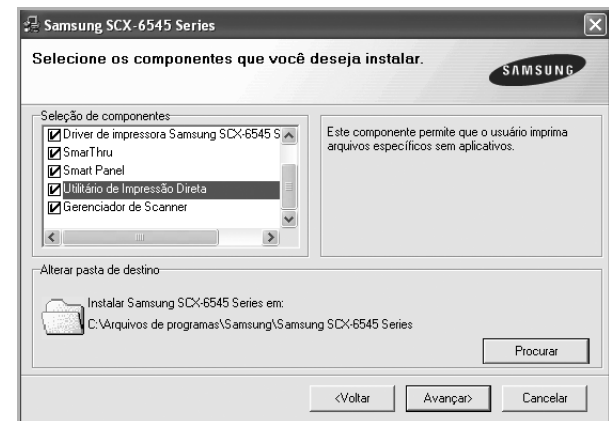 Samsung SCX-6545 Series
Selecione os componentes que você deseja instalar.
SAMSUNG
Seleção de componentes
Driver de impressora Samsung SCX-6545 S
SmarThru
Smart Panel
Utilitário de Impressão Direta
Gerenciador de Scanner
Este componente permite que o usuário imprima
arquivos específicos sem aplicativos.
Alterar pasta de destino
Instalar Samsung SCX-6545 Series em:
C:\Arquivos de programas\Samsung\Samsung SCX-6545 Series
Procurar
<Voltar
Avançar>
Cancelar